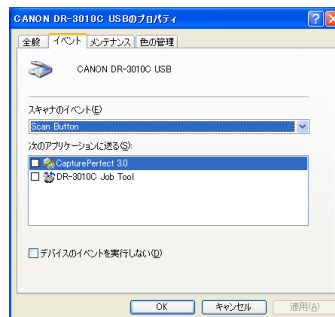 CANON DR-3010C USBのプロパティ
全般 イベント メンテナンス 色の管理
CANON DR-3010C USB
スキャナのイベント(E)
Scan Button
次のアプリケーションに送る(S):
CapturePerfect 3.0
DR-3010C Job Tool
デバイスのイベントを実行しない(D)
OK キャンセル 適用(A)